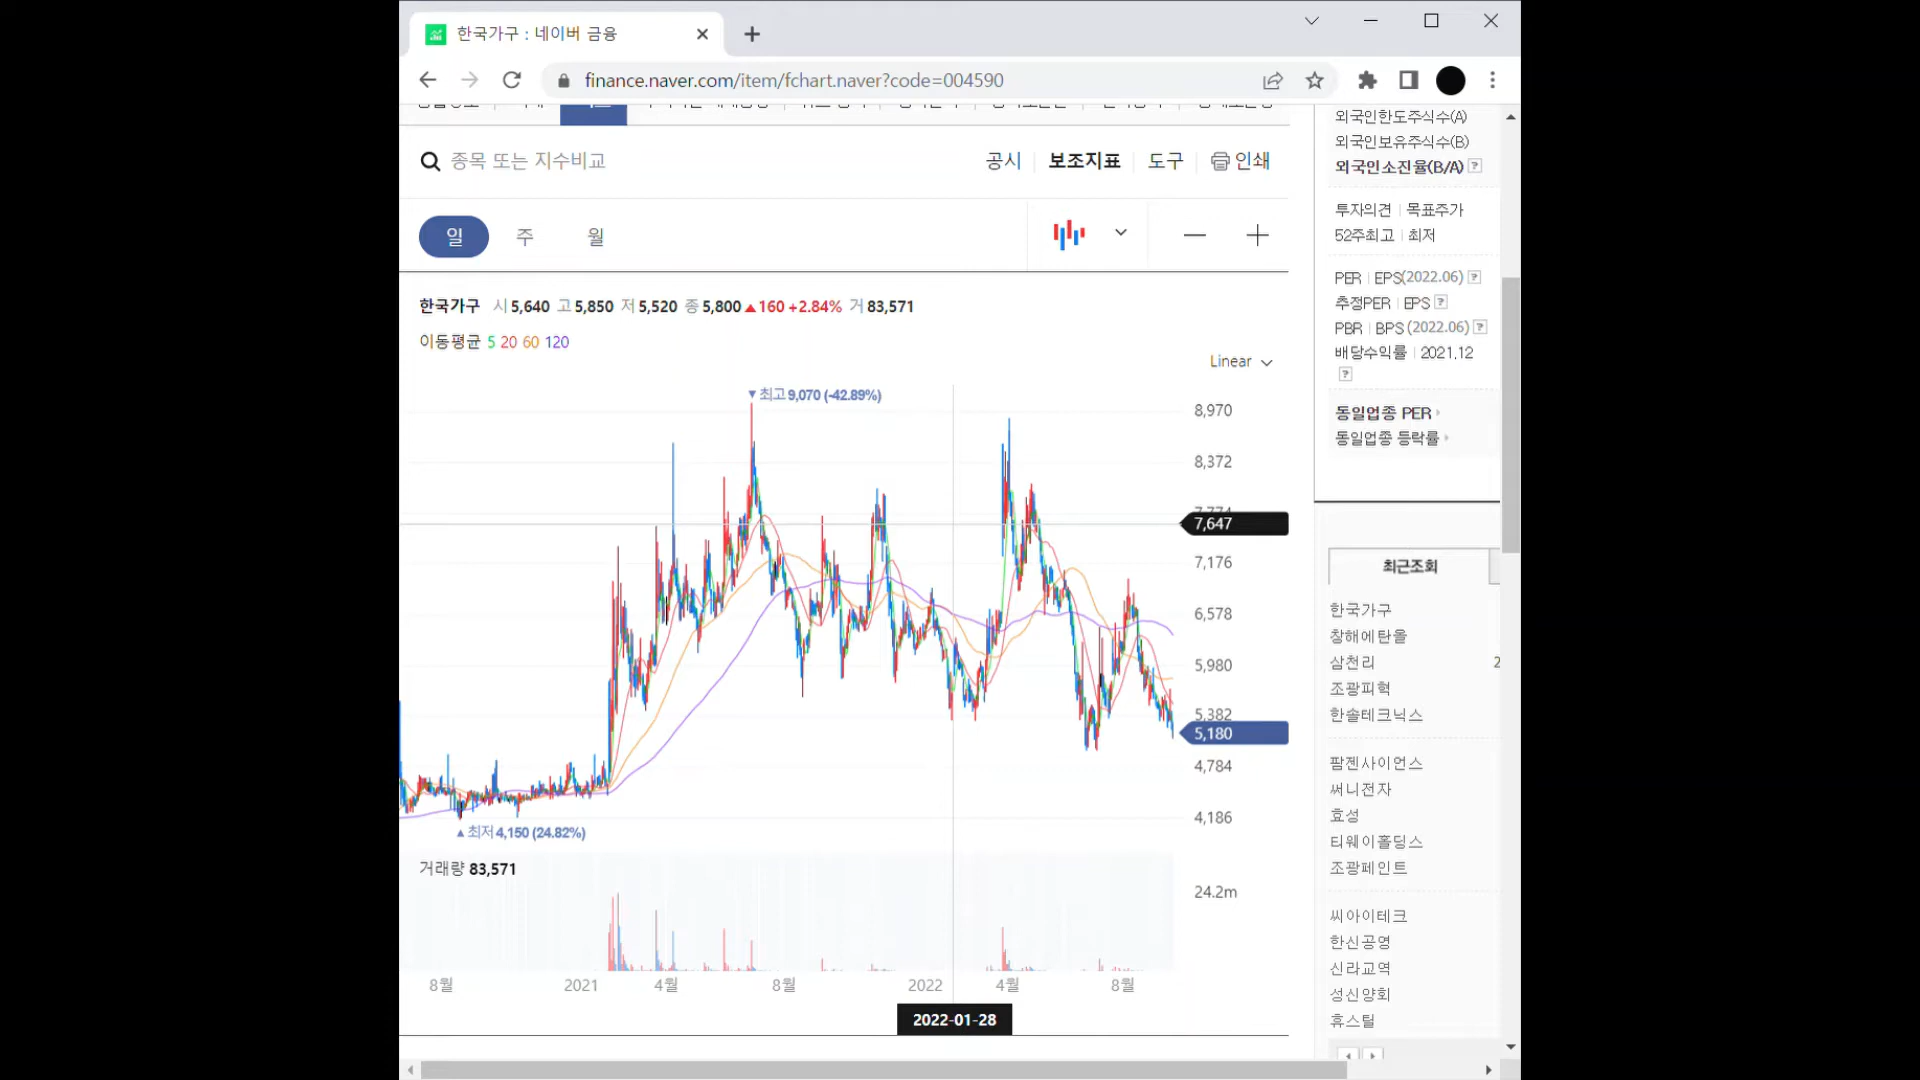 한국가구 : 네이버 금융
finance.naver.com/item/fchart.naver?code=004590
종목 또는 지수비교
공시 보조지표 도구 인쇄
일 주 월
한국가구 시 5,640 고 5,850 저 5,520 종 5,800 ▲160 +2.84% 거 83,571
이동평균 5 20 60 120
Linear
▼최고 9,070 (-42.89%)
8,970
8,372
7,774
7,647
7,176
6,578
5,980
5,382
5,180
4,784
4,186
▲최저 4,150 (24.82%)
거래량 83,571
24.2m
8월 2021 4월 8월 2022 4월 8월
2022-01-28
외국인한도주식수(A)
외국인보유주식수(B)
외국인소진율(B/A) ?
투자의견 | 목표주가
52주최고 | 최저
PER | EPS(2022.06) ?
추정PER | EPS ?
PBR | BPS (2022.06) ?
배당수익률 | 2021.12
?
동일업종 PER
동일업종 등락률
최근조회
한국가구
창해에탄올
삼천리 2
조광피혁
한솔테크닉스
팜젠사이언스
써니전자
효성
티웨이홀딩스
조광페인트
씨아이테크
한신공영
신라교역
성신양회
휴스틸